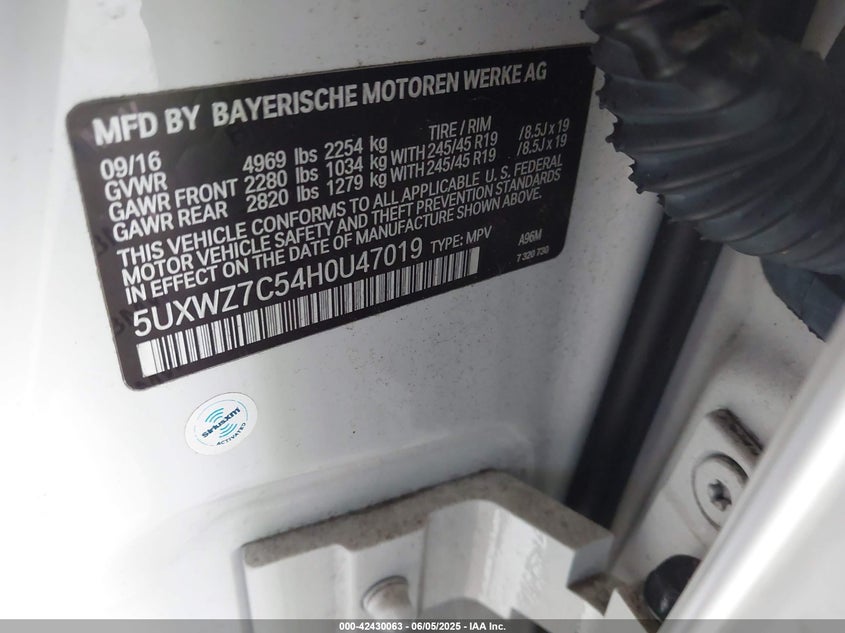 MFD BY BAYERISCHE MOTOREN WERKE AG
09/16 TIRE / RIM
GVWR 4969 lbs 2254 kg
GAWR FRONT 2280 lbs 1034 kg WITH 245/45 R19 /8.5J x 19
GAWR REAR 2820 lbs 1279 kg WITH 245/45 R19 /8.5J x 19
THIS VEHICLE CONFORMS TO ALL APPLICABLE U. S. FEDERAL
MOTOR VEHICLE SAFETY AND THEFT PREVENTION STANDARDS
IN EFFECT ON THE DATE OF MANUFACTURE SHOWN ABOVE.
5UXWZ7C54H0U47019 TYPE: MPV A96M
7 320 730
siriusxm
ACTIVATED
000-42430063 - 06/05/2025 - IAA Inc.